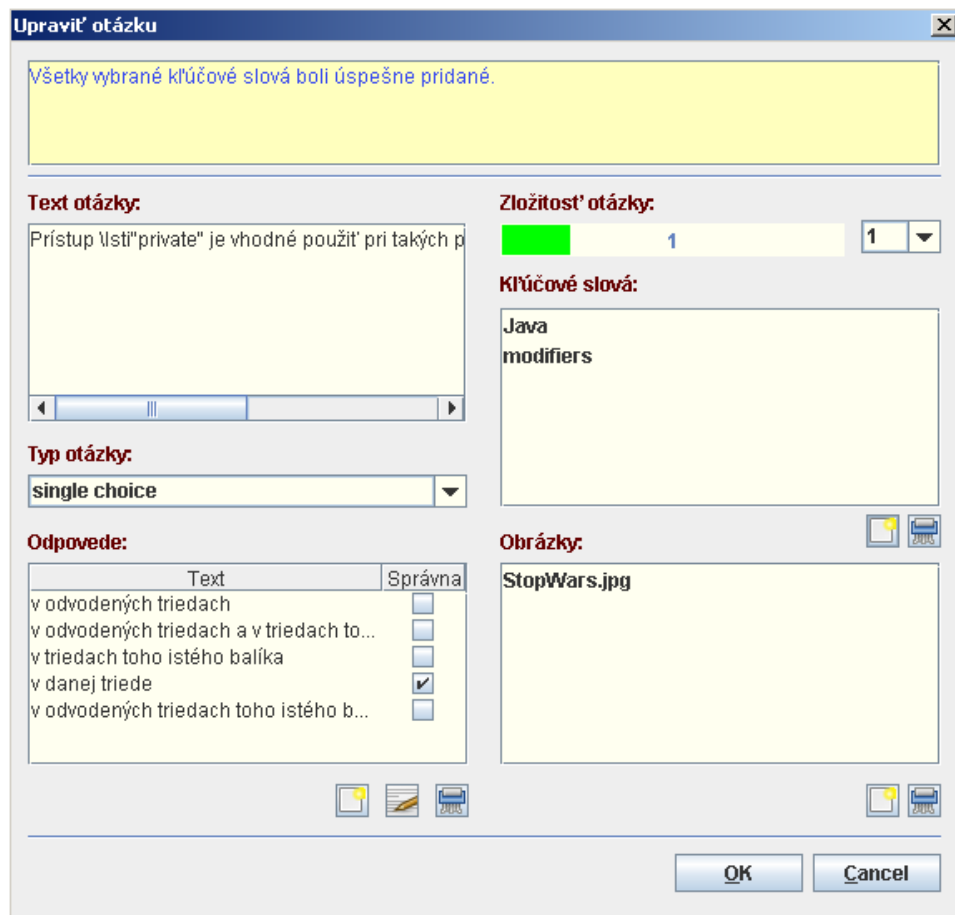 Upraviť otázku
Všetky vybrané kľúčové slová boli úspešne pridané.
Text otázky:
Prístup \lsti"private" je vhodné použiť pri takých p
Typ otázky:
single choice
Odpovede:
Text Správna
v odvodených triedach
v odvodených triedach a v triedach to...
v triedach toho istého balíka
v danej triede
v odvodených triedach toho istého b...
Zložitosť otázky:
1 1
Kľúčové slová:
Java
modifiers
Obrázky:
StopWars.jpg
OK Cancel